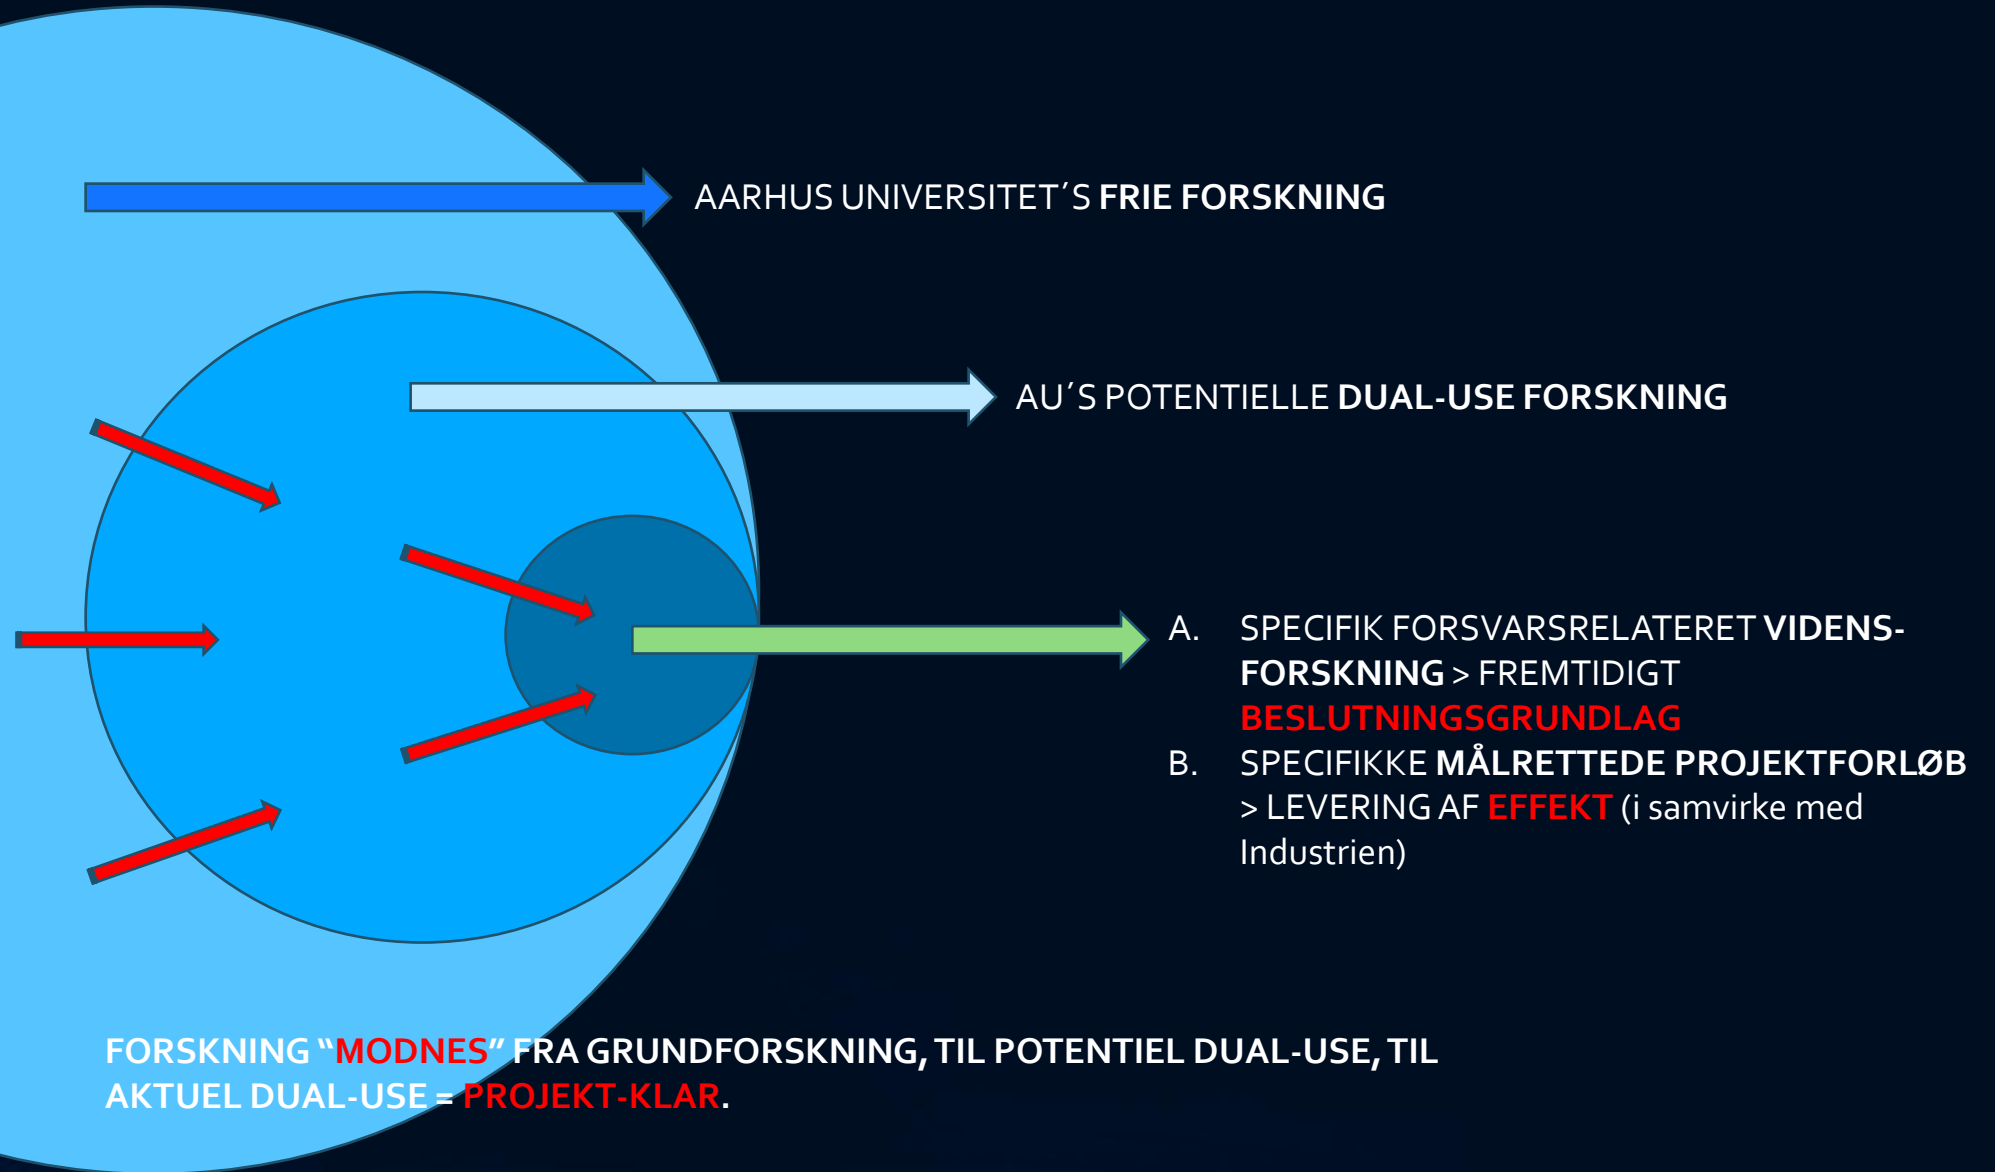 AARHUS UNIVERSITET´S FRIE FORSKNING
AU´S POTENTIELLE DUAL-USE FORSKNING
A. SPECIFIK FORSVARSRELATERET VIDENS-
FORSKNING > FREMTIDIGT
BESLUTNINGSGRUNDLAG
B. SPECIFIKKE MÅLRETTEDE PROJEKTFORLØB
> LEVERING AF EFFEKT (i samvirke med
Industrien)
FORSKNING “MODNES” FRA GRUNDFORSKNING, TIL POTENTIEL DUAL-USE, TIL
AKTUEL DUAL-USE = PROJEKT-KLAR.